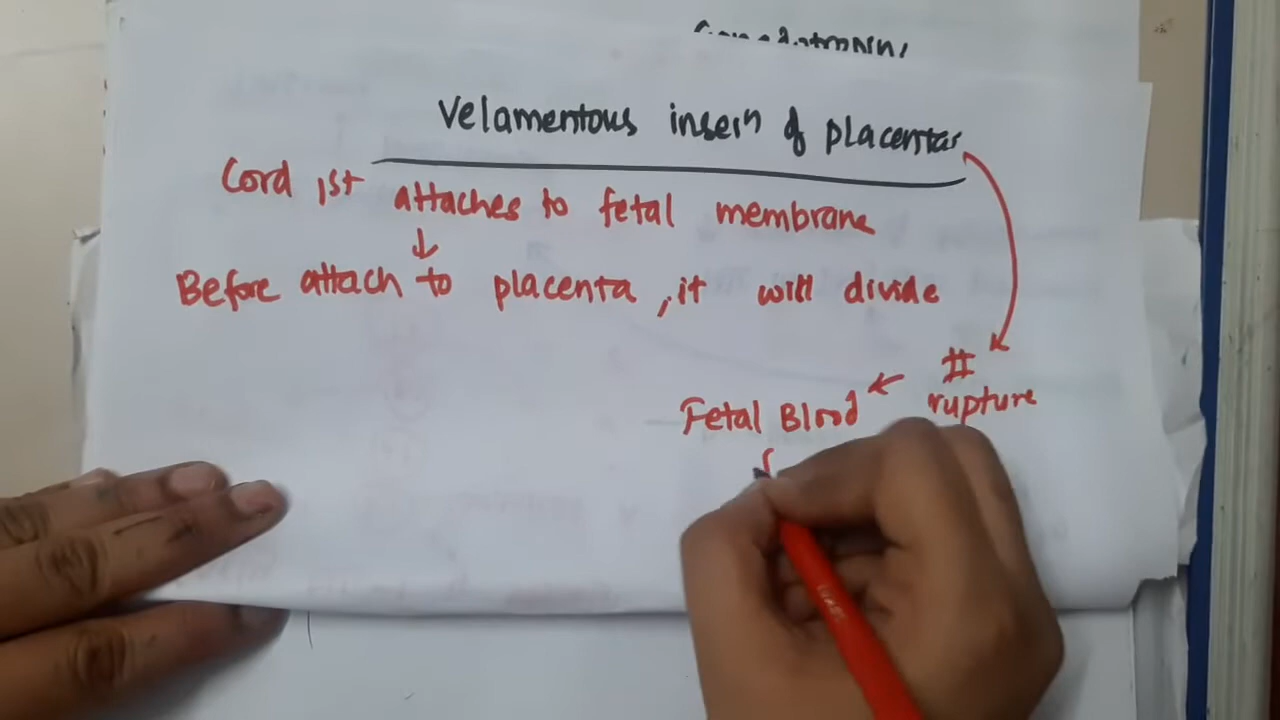 Velamentous inserⁿ of placentas
Cord 1st attaches to fetal membrane
↓
Before attach to placenta, it will divide
# rupture
← Fetal Blood